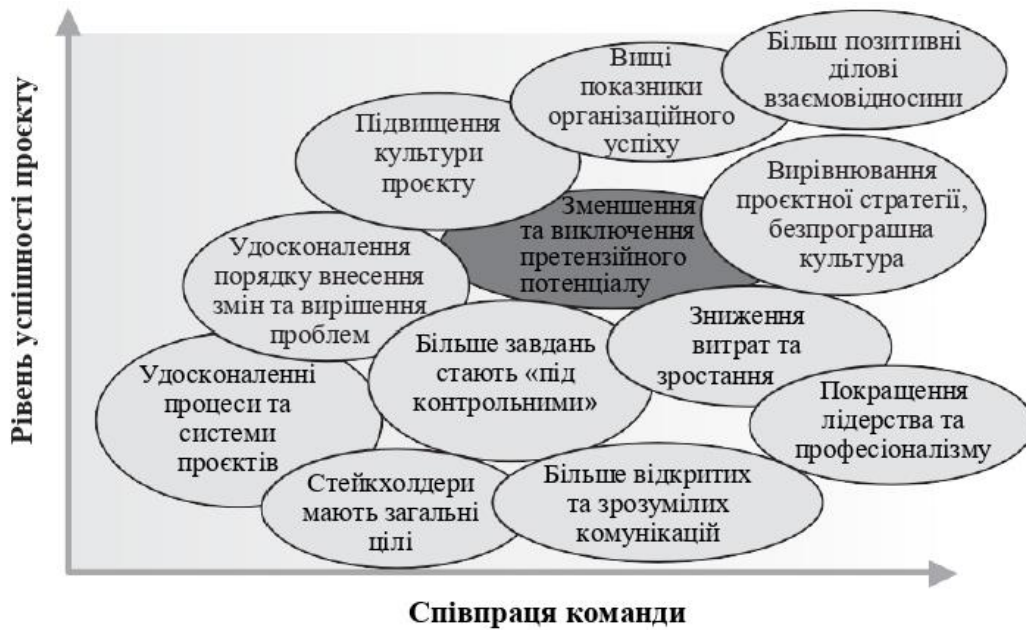 Рівень успішності проєкту
Більш позитивні
ділові
взаємовідносини
Вищі
показники
організаційного
успіху
Підвищення
культури
проєкту
Вирівнювання
проєктної стратегії,
безпрограшна
культура
Зменшення
та виключення
претензійного
потенціалу
Удосконалення
порядку внесення
змін та вирішення
проблем
Більше завдань
стають «під
контрольними»
Зниження
витрат та
зростання
Удосконаленні
процеси та
системи
проєктів
Покращення
лідерства та
професіоналізму
Стейкхолдери
мають загальні
цілі
Більше відкритих
та зрозумілих
комунікацій
Співпраця команди